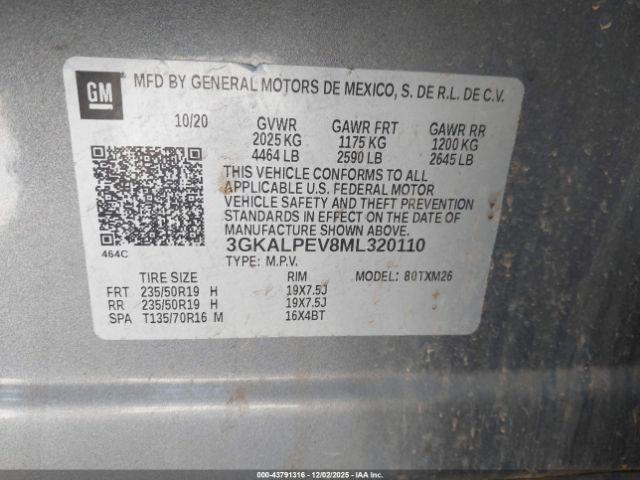 GM
MFD BY GENERAL MOTORS DE MEXICO, S. DE R.L. DE C.V.
10/20 GVWR GAWR FRT GAWR RR
2025 KG 1175 KG 1200 KG
4464 LB 2590 LB 2645 LB
THIS VEHICLE CONFORMS TO ALL
APPLICABLE U.S. FEDERAL MOTOR
VEHICLE SAFETY AND THEFT PREVENTION
STANDARDS IN EFFECT ON THE DATE OF
MANUFACTURE SHOWN ABOVE.
464C
3GKALPEV8ML320110
TYPE: M.P.V.
TIRE SIZE RIM MODEL: 80TXM26
FRT 235/50R19 H 19X7.5J
RR 235/50R19 H 19X7.5J
SPA T135/70R16 M 16X4BT
00-43791316 - 12/02/2025 - IAAI.CA